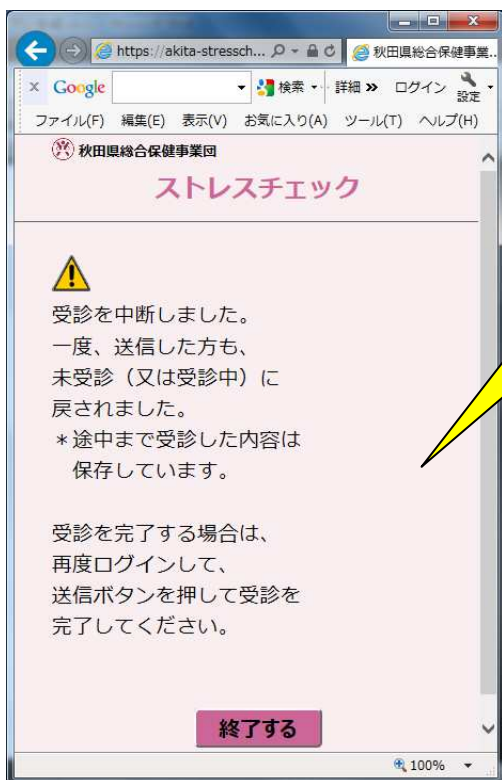 https://akita-stressch...
秋田県総合保健事業...
× Google 検索 詳細 » ログイン 設定
ファイル(F) 編集(E) 表示(V) お気に入り(A) ツール(T) ヘルプ(H)
秋田県総合保健事業団
ストレスチェック
受診を中断しました。
一度、送信した方も、
未受診（又は受診中）に
戻されました。
＊途中まで受診した内容は
保存しています。
受診を完了する場合は、
再度ログインして、
送信ボタンを押して受診を
完了してください。
終了する
100%